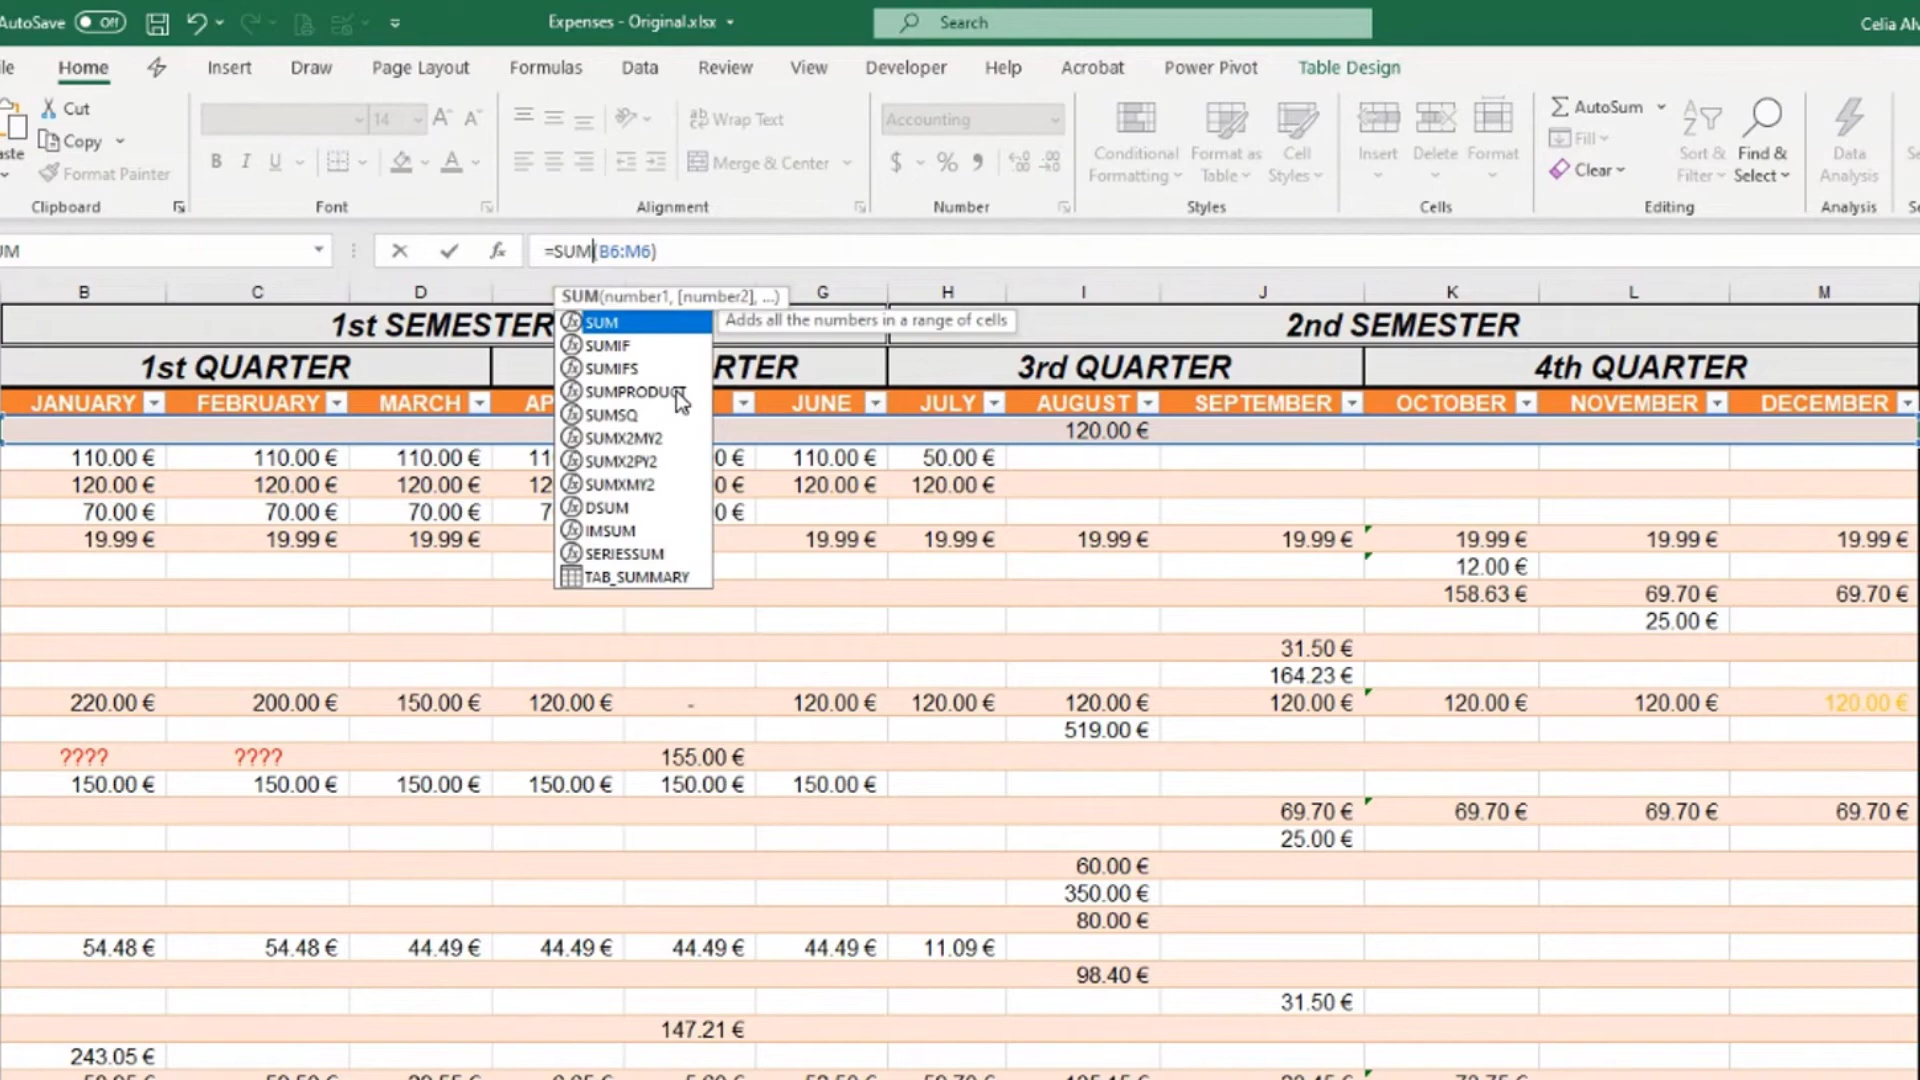 AutoSave Off Expenses - Original.xlsx Search Celia Alv
Home Insert Draw Page Layout Formulas Data Review View Developer Help Acrobat Power Pivot Table Design
Cut 14 Wrap Text Accounting AutoSum
Copy Fill
Format Painter B I U Merge & Center $ % Conditional Formatting Format as Table Cell Styles Insert Delete Format Clear Sort & Filter Find & Select Data Analysis
Clipboard Font Alignment Number Styles Cells Editing Analysis
=SUM(B6:M6)
B C D G H I J K L M
SUM(number1, [number2], ...)
1st SEMESTER 2nd SEMESTER
SUM Adds all the numbers in a range of cells
SUMIF
SUMIFS
SUMPRODUCT
SUMSQ
SUMX2MY2
SUMX2PY2
SUMXMY2
DSUM
IMSUM
SERIESSUM
TAB_SUMMARY
1st QUARTER RTER 3rd QUARTER 4th QUARTER
JANUARY FEBRUARY MARCH AP JUNE JULY AUGUST SEPTEMBER OCTOBER NOVEMBER DECEMBER
120.00 €
110.00 € 110.00 € 110.00 € 11 0 € 110.00 € 50.00 €
120.00 € 120.00 € 120.00 € 12 0 € 120.00 € 120.00 €
70.00 € 70.00 € 70.00 € 7 0 €
19.99 € 19.99 € 19.99 € 19.99 € 19.99 € 19.99 € 19.99 € 19.99 € 19.99 € 19.99 €
12.00 €
158.63 € 69.70 € 69.70 €
25.00 €
31.50 €
164.23 €
220.00 € 200.00 € 150.00 € 120.00 € - 120.00 € 120.00 € 120.00 € 120.00 € 120.00 € 120.00 € 120.00 €
519.00 €
???? ???? 155.00 €
150.00 € 150.00 € 150.00 € 150.00 € 150.00 € 150.00 €
69.70 € 69.70 € 69.70 € 69.70 €
25.00 €
60.00 €
350.00 €
80.00 €
54.48 € 54.48 € 44.49 € 44.49 € 44.49 € 44.49 € 11.09 €
98.40 €
31.50 €
147.21 €
243.05 €